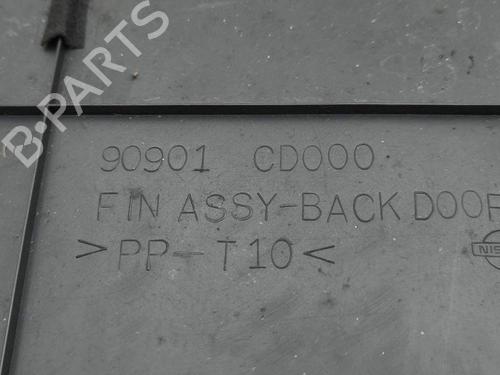 B-PARTS
90901 CD000
FIN ASSY-BACK DOOR
>PP-T10<